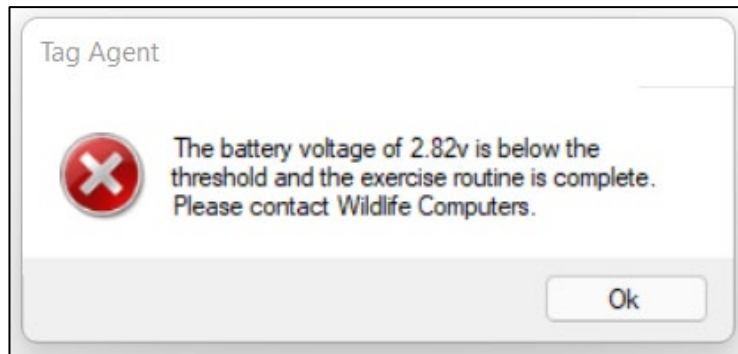 Tag Agent
The battery voltage of 2.82v is below the
threshold and the exercise routine is complete.
Please contact Wildlife Computers.
Ok